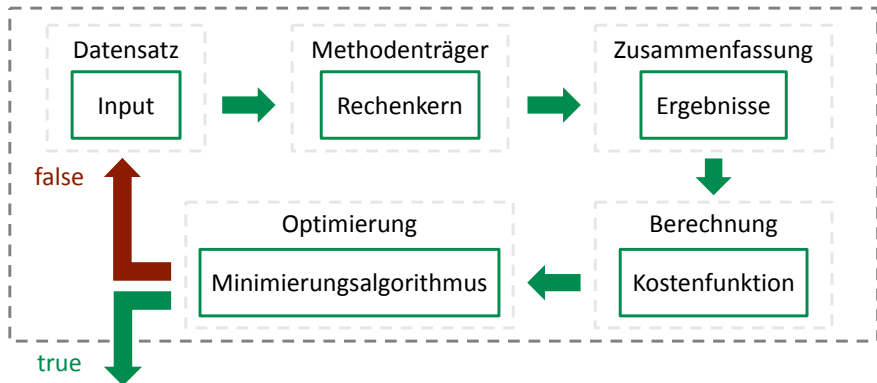 Datensatz
Input
Methodenträger
Rechenkern
Zusammenfassung
Ergebnisse
false
Optimierung
Minimierungsalgorithmus
Berechnung
Kostenfunktion
true